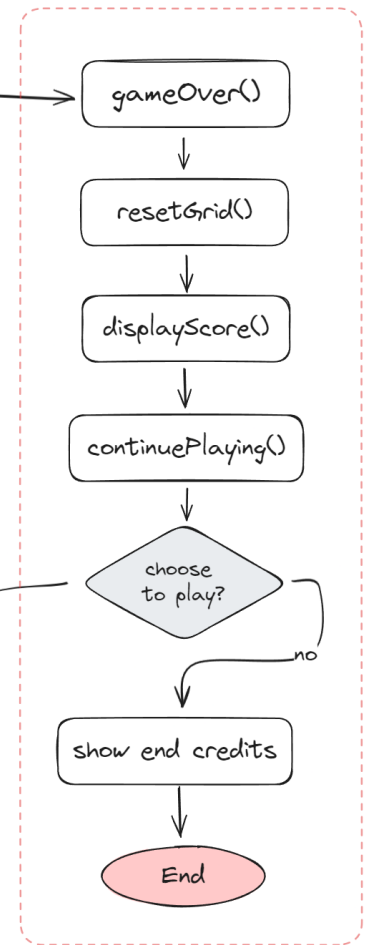 gameOver()
resetGrid()
displayScore()
continuePlaying()
choose
to play?
no
show end credits
End